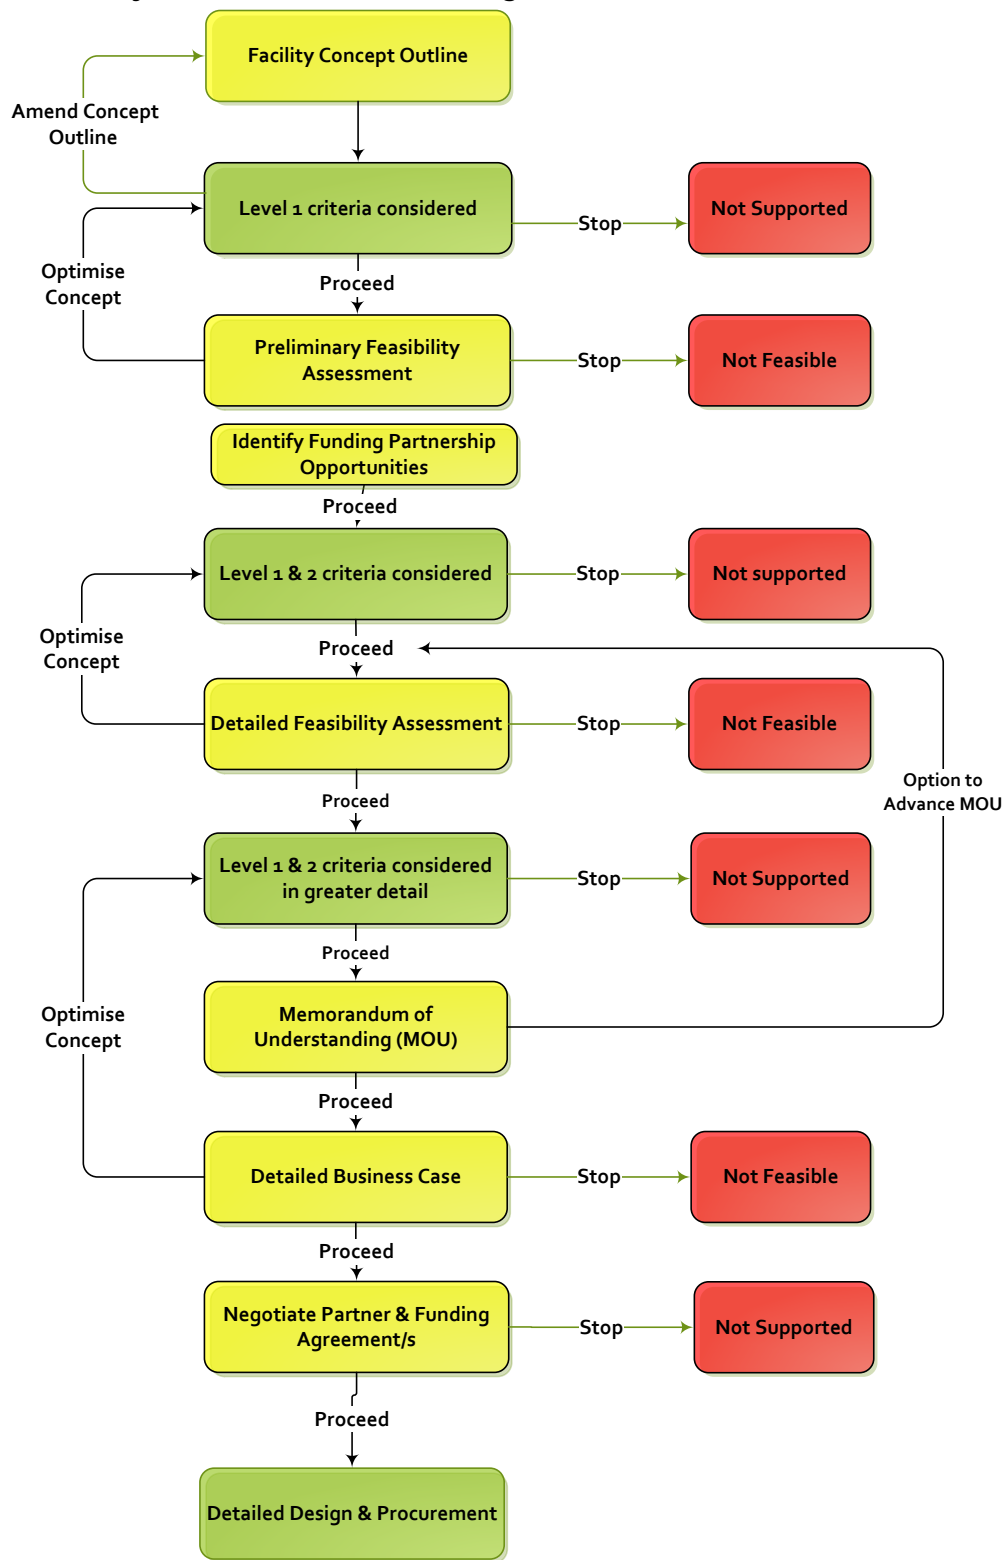 Facility Concept Outline
Amend Concept
Outline
Level 1 criteria considered
Stop
Not Supported
Proceed
Optimise
Concept
Preliminary Feasibility
Assessment
Stop
Not Feasible
Identify Funding Partnership
Opportunities
Proceed
Level 1 & 2 criteria considered
Stop
Not supported
Proceed
Optimise
Concept
Detailed Feasibility Assessment
Stop
Not Feasible
Option to
Advance MOU
Proceed
Level 1 & 2 criteria considered
in greater detail
Stop
Not Supported
Proceed
Optimise
Concept
Memorandum of
Understanding (MOU)
Proceed
Detailed Business Case
Stop
Not Feasible
Proceed
Negotiate Partner & Funding
Agreement/s
Stop
Not Supported
Proceed
Detailed Design & Procurement